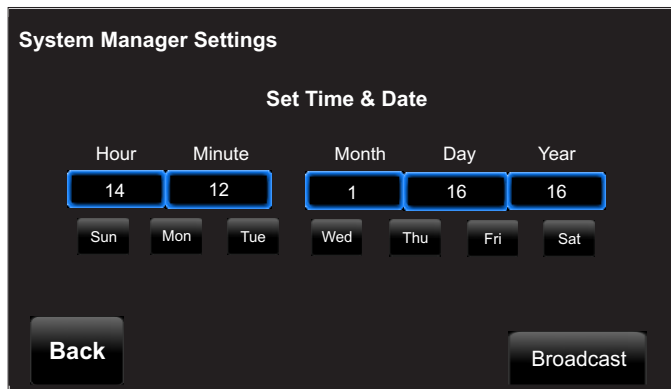 System Manager Settings
Set Time & Date
Hour Minute Month Day Year
14 12 1 16 16
Sun Mon Tue Wed Thu Fri Sat
Back Broadcast